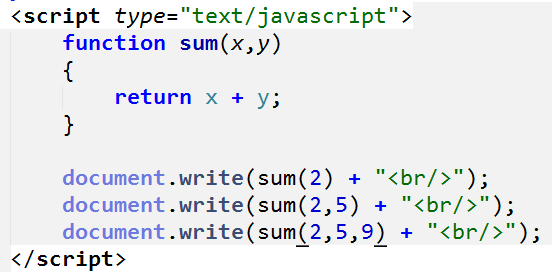 <script type="text/javascript">
    function sum(x,y)
    {
        return x + y;
    }

    document.write(sum(2) + "<br/>");
    document.write(sum(2,5) + "<br/>");
    document.write(sum(2,5,9) + "<br/>");
</script>